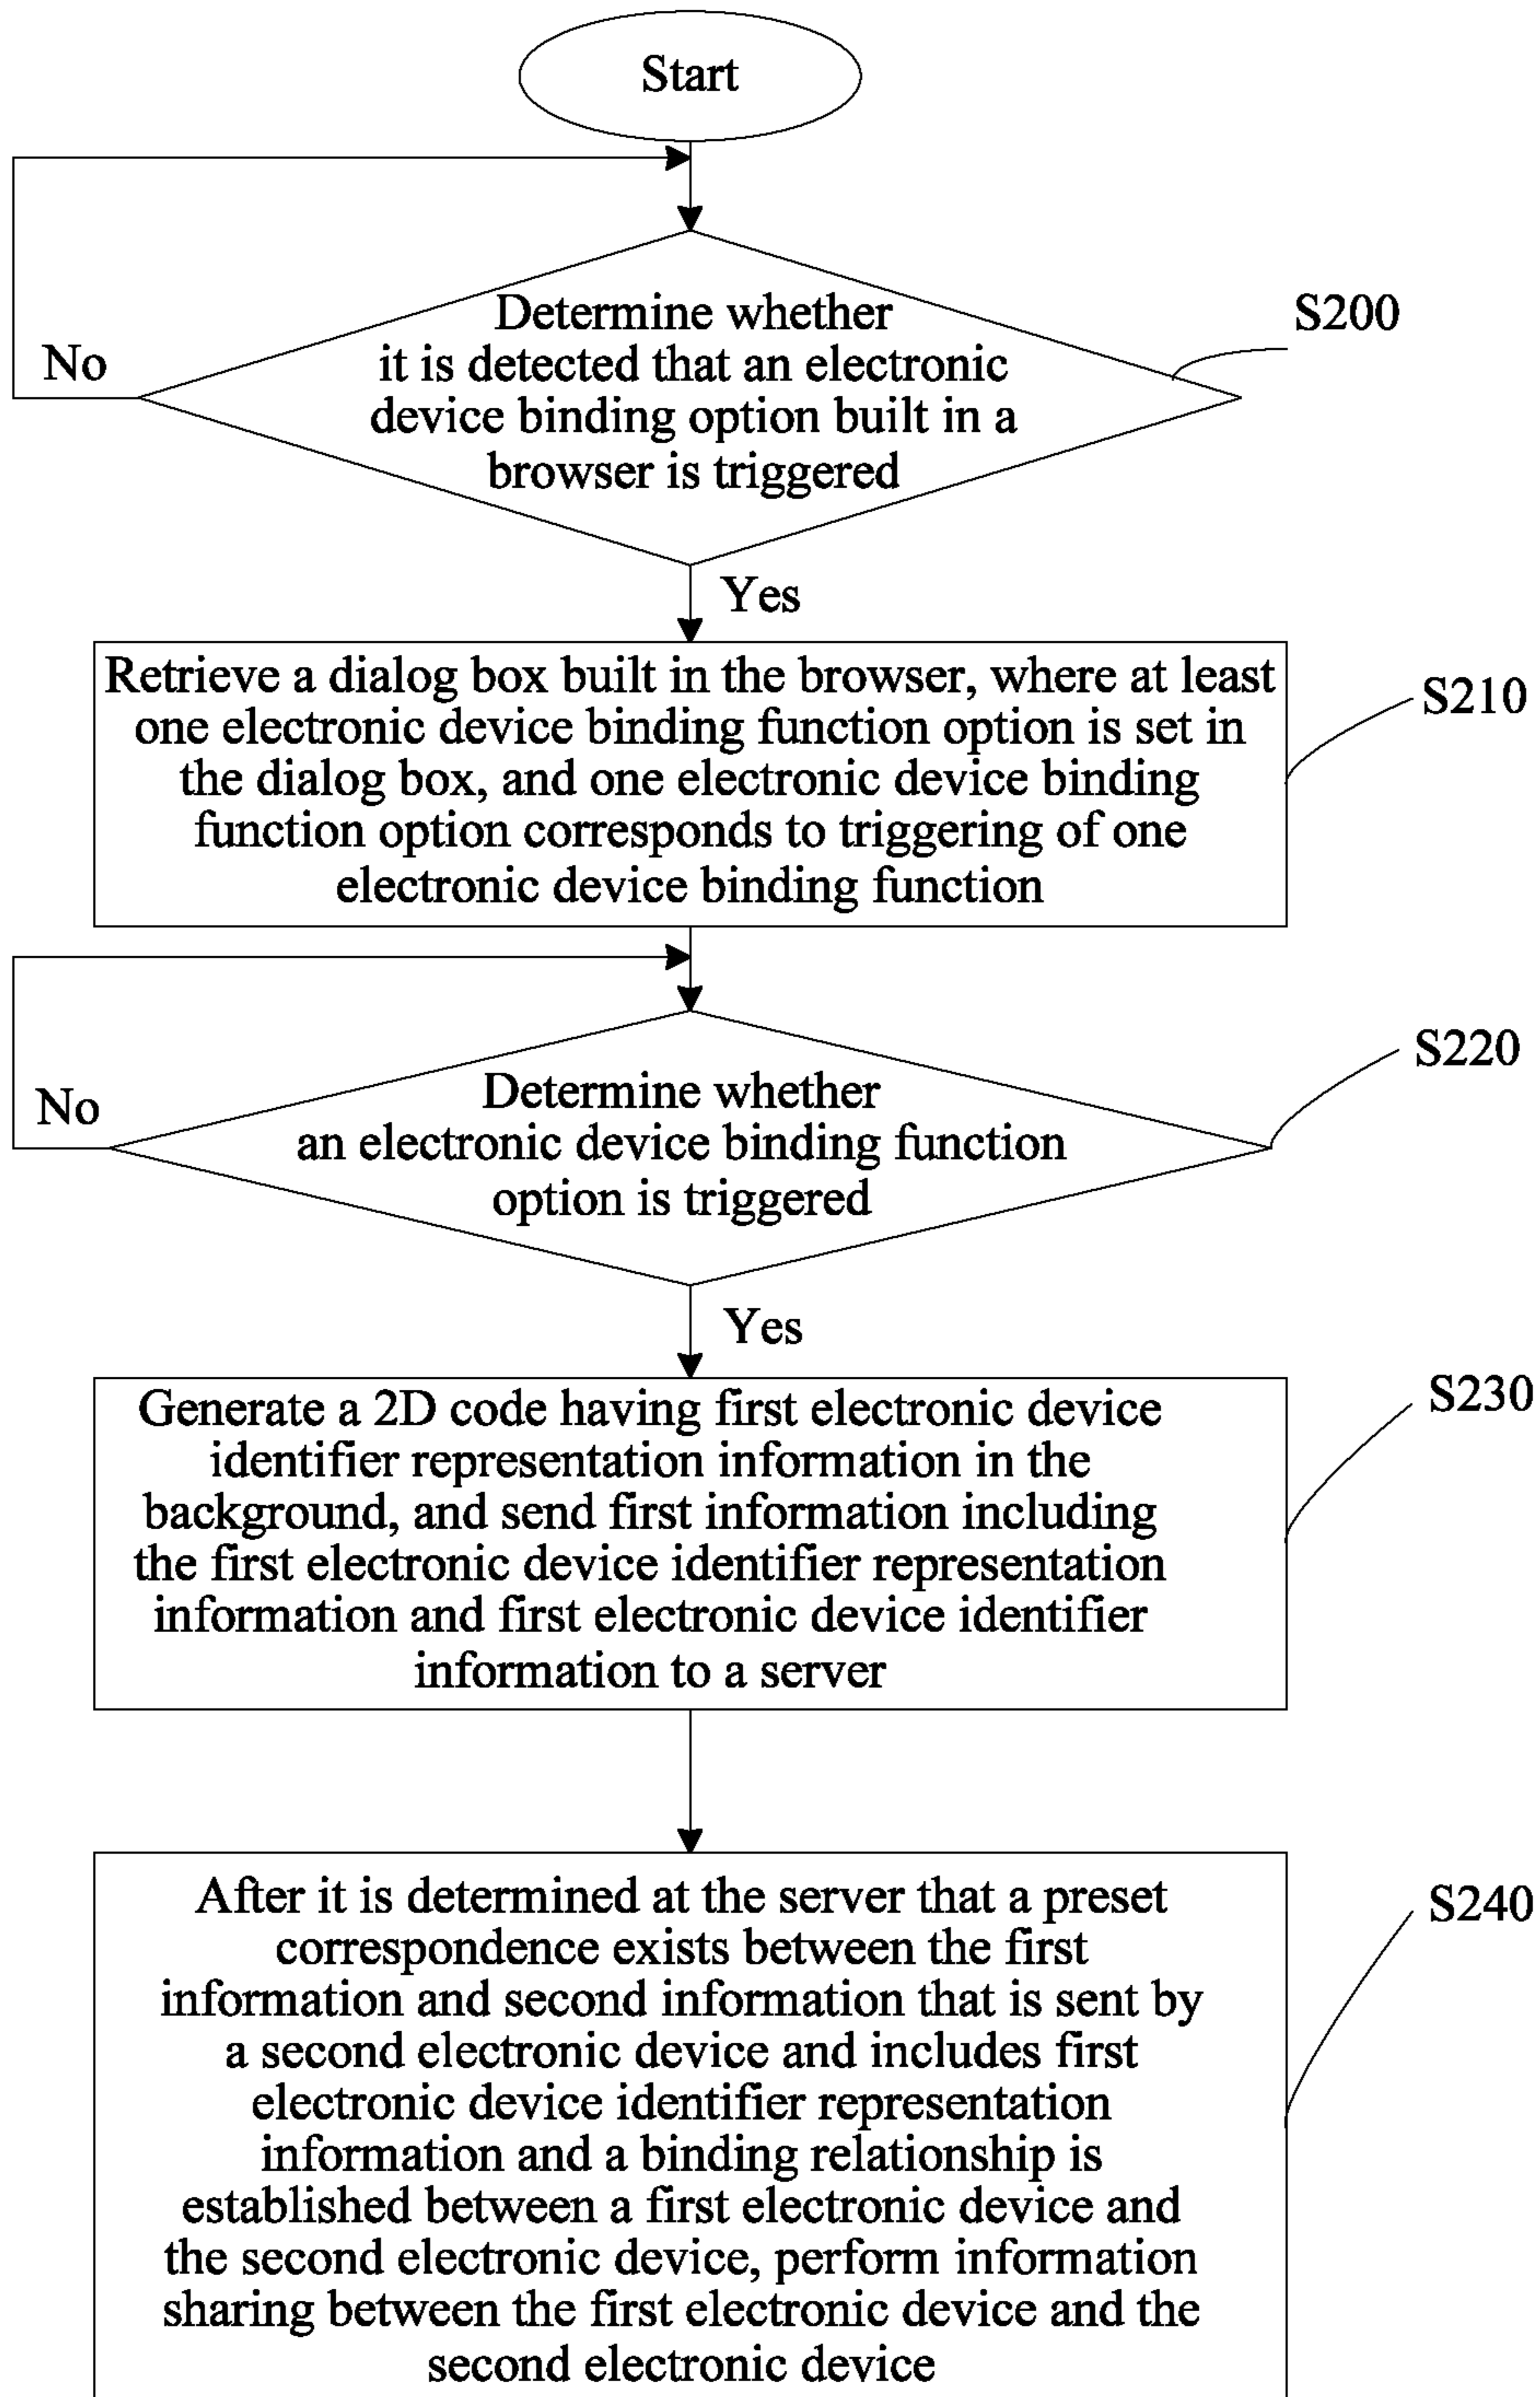 Start
Determine whether
it is detected that an electronic
device binding option built in a
browser is triggered
S200
No
Yes
Retrieve a dialog box built in the browser, where at least
one electronic device binding function option is set in
the dialog box, and one electronic device binding
function option corresponds to triggering of one
electronic device binding function
S210
Determine whether
an electronic device binding function
option is triggered
S220
No
Yes
Generate a 2D code having first electronic device
identifier representation information in the
background, and send first information including
the first electronic device identifier representation
information and first electronic device identifier
information to a server
S230
After it is determined at the server that a preset
correspondence exists between the first
information and second information that is sent by
a second electronic device and includes first
electronic device identifier representation
information and a binding relationship is
established between a first electronic device and
the second electronic device, perform information
sharing between the first electronic device and the
second electronic device
S240